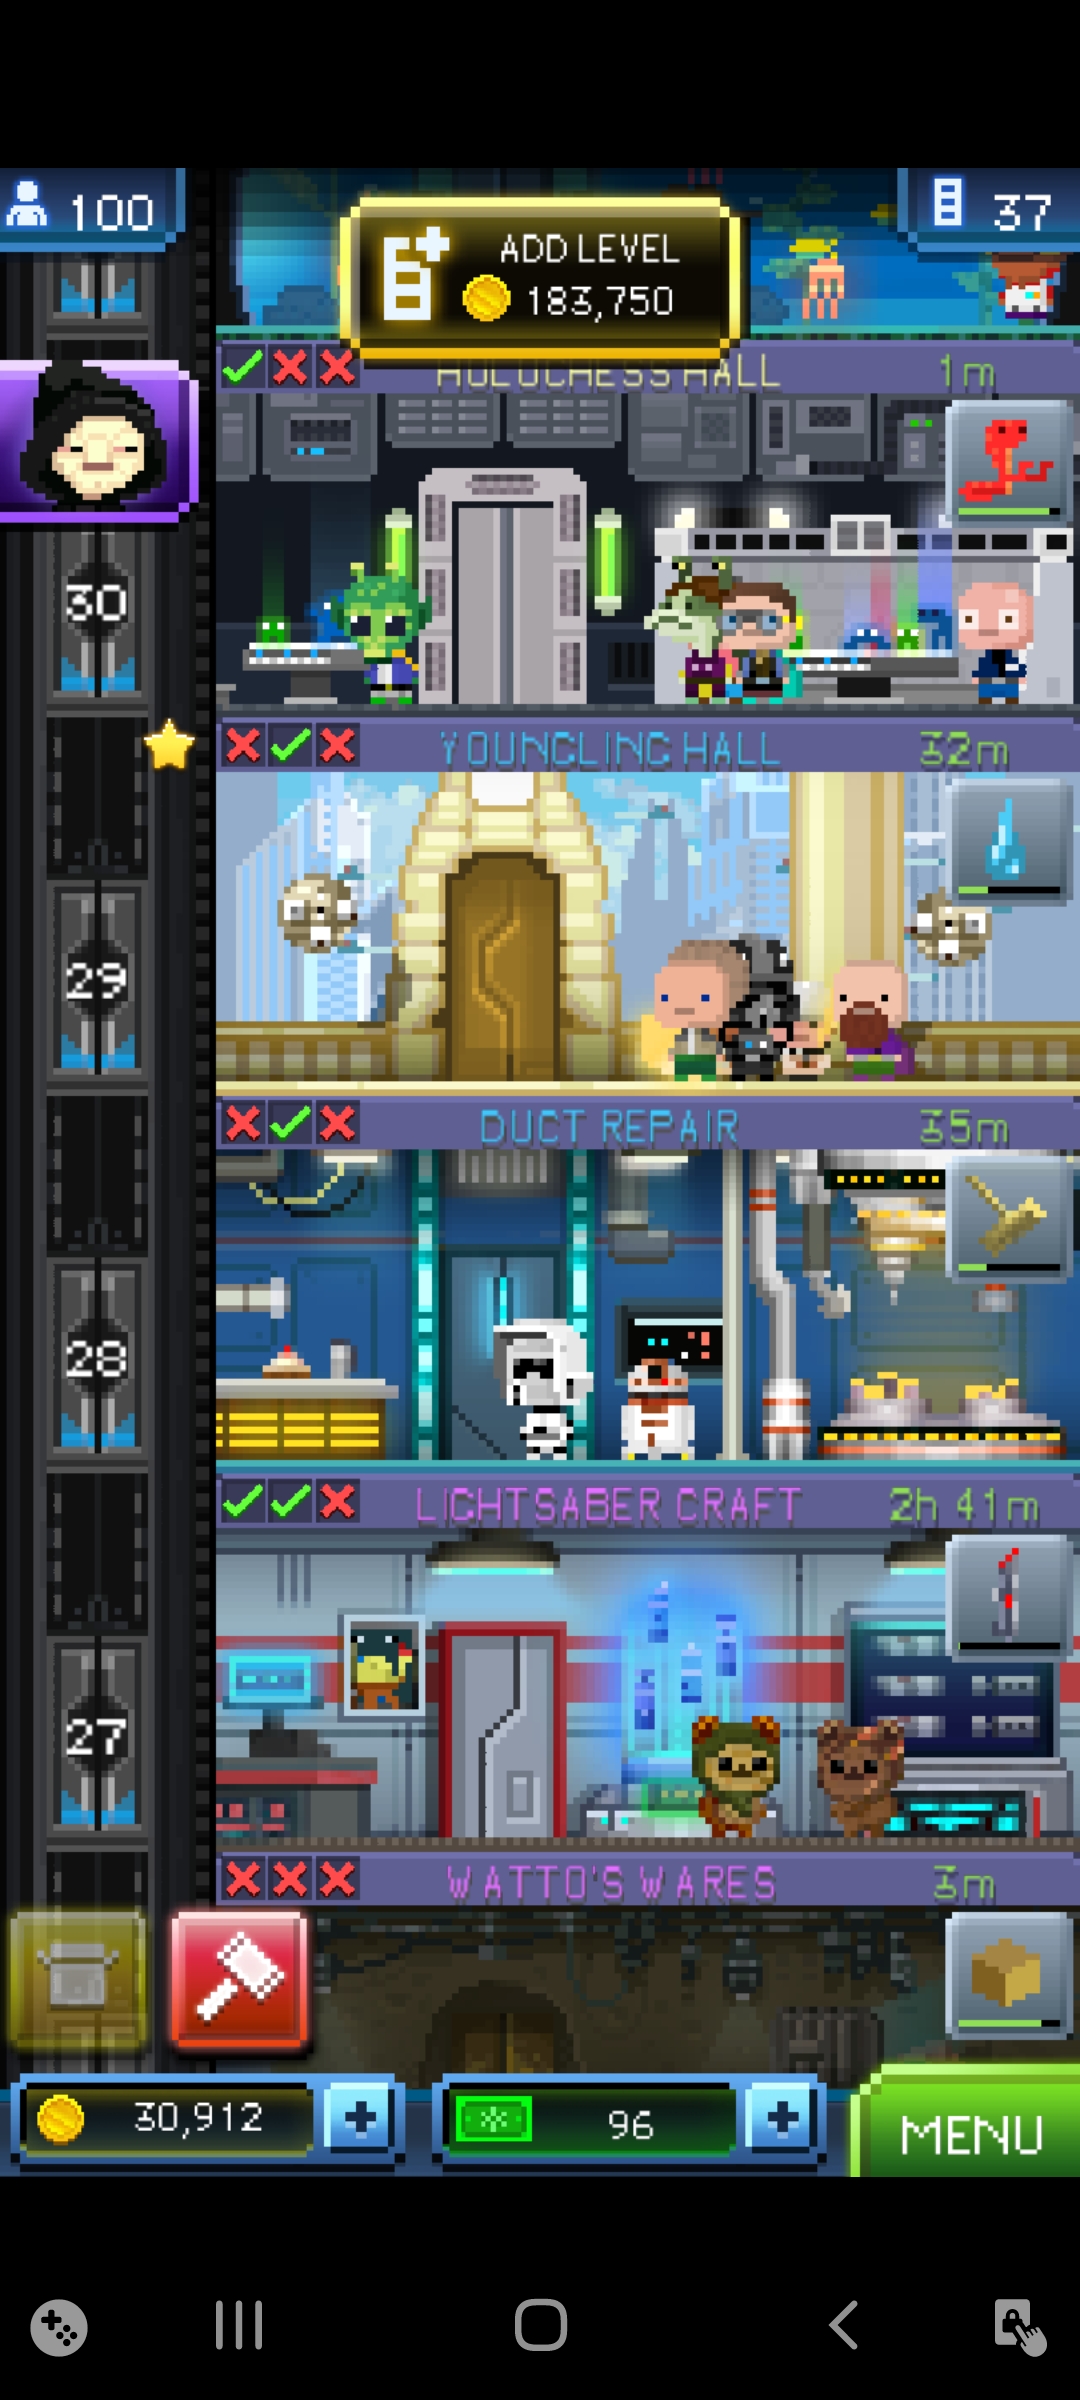 100
ADD LEVEL
183,750
37
HOLOCHESS HALL
1m
30
YOUNGLING HALL
32m
29
DUCT REPAIR
35m
28
LIGHTSABER CRAFT
2h 41m
27
WATTO'S WARES
3m
30,912
96
MENU